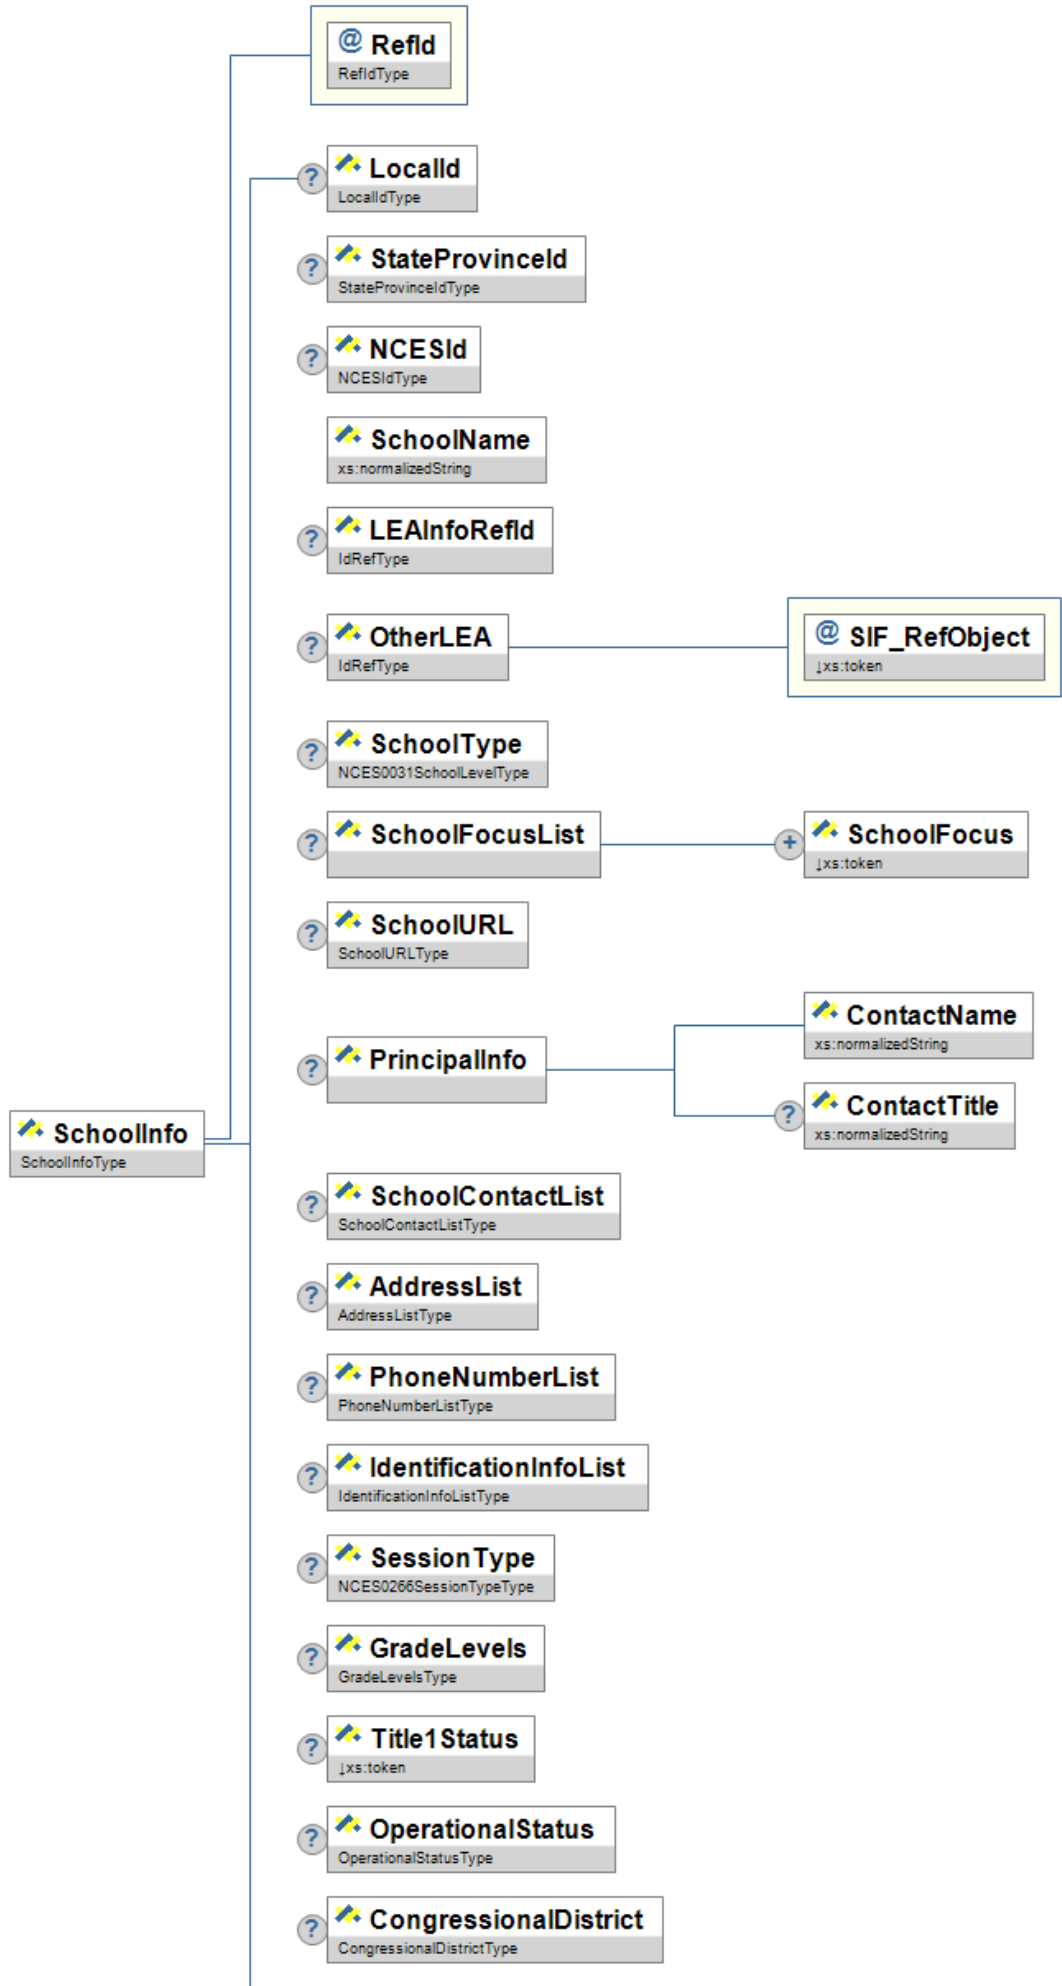 @ RefId
RefIdType
? LocalId
LocalIdType
? StateProvinceId
StateProvinceIdType
? NCESId
NCESIdType
SchoolName
xs:normalizedString
? LEAInfoRefId
IdRefType
? OtherLEA
IdRefType
@ SIF_RefObject
↓xs:token
? SchoolType
NCES0031SchoolLevelType
? SchoolFocusList
+ SchoolFocus
↓xs:token
? SchoolURL
SchoolURLType
? PrincipalInfo
ContactName
xs:normalizedString
? ContactTitle
xs:normalizedString
SchoolInfo
SchoolInfoType
? SchoolContactList
SchoolContactListType
? AddressList
AddressListType
? PhoneNumberList
PhoneNumberListType
? IdentificationInfoList
IdentificationInfoListType
? SessionType
NCES0266SessionTypeType
? GradeLevels
GradeLevelsType
? Title1Status
↓xs:token
? OperationalStatus
OperationalStatusType
? CongressionalDistrict
CongressionalDistrictType